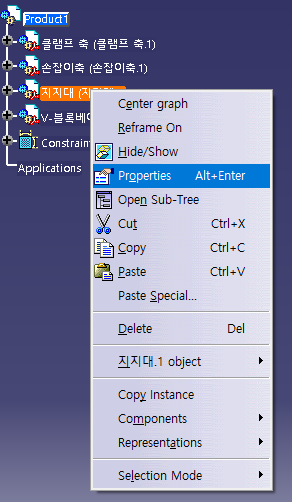 Product1
클램프 축 (클램프 축.1)
손잡이축 (손잡이축.1)
지지대 (지지대
V-블록베이
Constrain
Applications
Center graph
Reframe On
Hide/Show
Properties Alt+Enter
Open Sub-Tree
Cut Ctrl+X
Copy Ctrl+C
Paste Ctrl+V
Paste Special...
Delete Del
지지대.1 object
Copy Instance
Components
Representations
Selection Mode